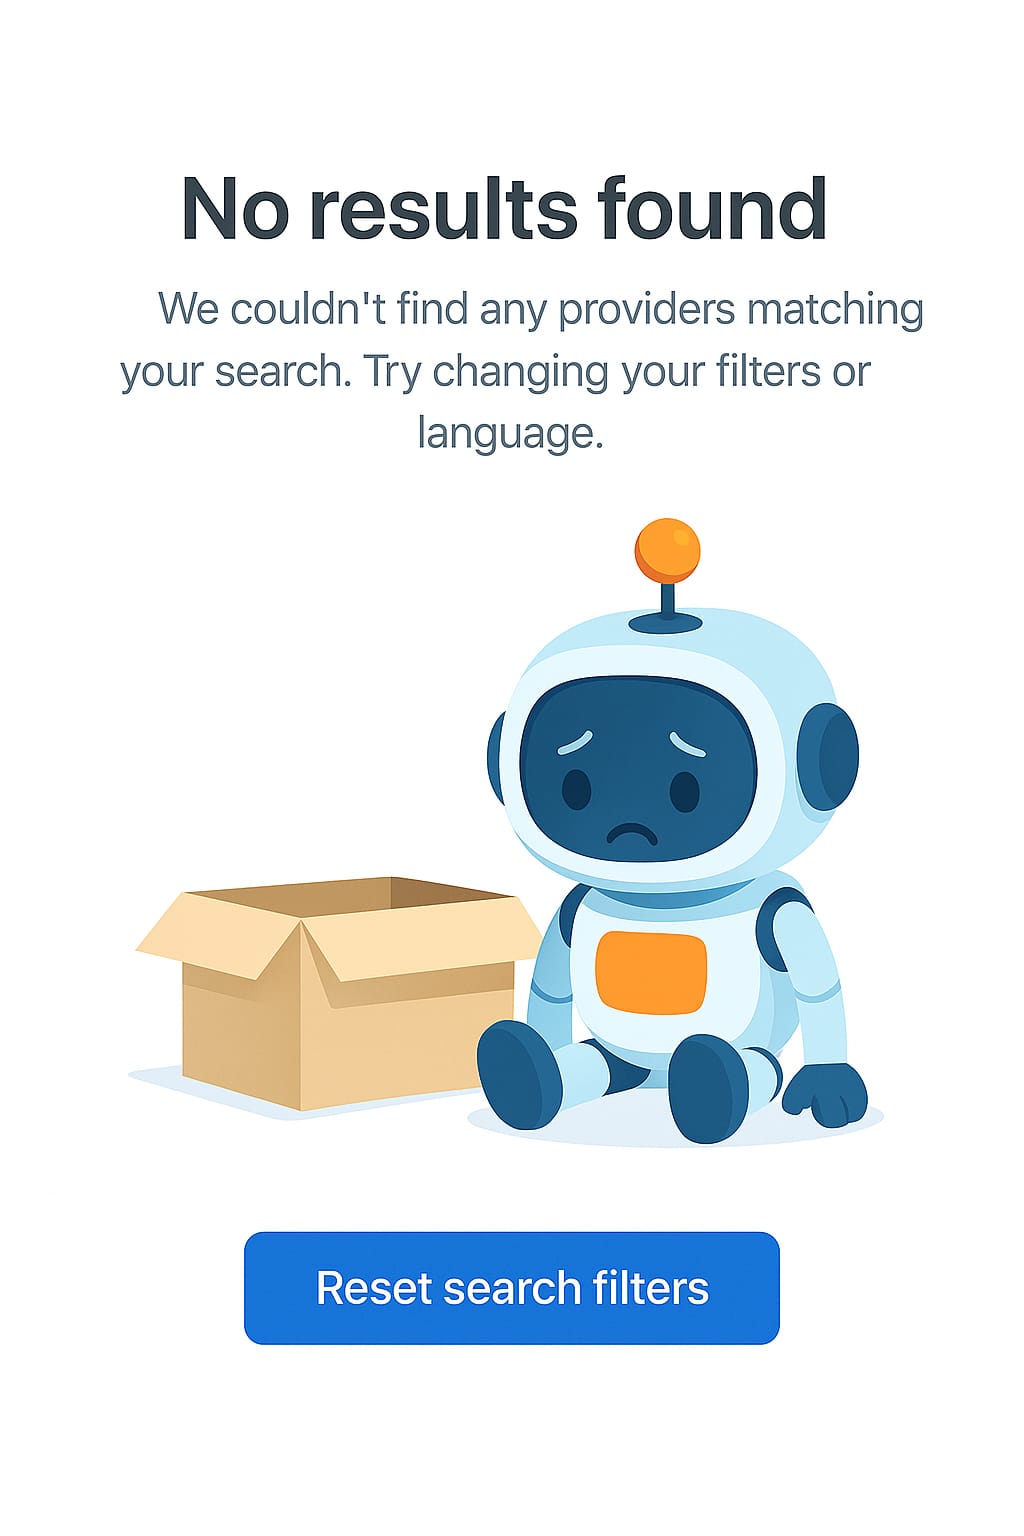 No results found
We couldn't find any providers matching
your search. Try changing your filters or
language.
Reset search filters